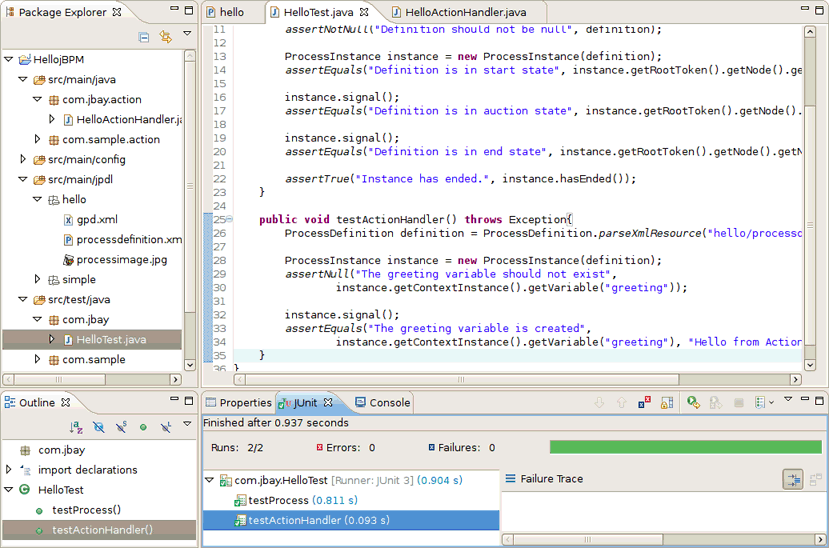 Package Explorer
HellojBPM
src/main/java
com.jbay.action
HelloActionHandler.ja
com.sample.action
src/main/config
src/main/jpdl
hello
gpd.xml
processdefinition.xm
processimage.jpg
simple
src/test/java
com.jbay
HelloTest.java
com.sample
hello
HelloTest.java
HelloActionHandler.java
11 assertNotNull("Definition should not be null", definition);
12
13 ProcessInstance instance = new ProcessInstance(definition);
14 assertEquals("Definition is in start state", instance.getRootToken().getNode().ge
15
16 instance.signal();
17 assertEquals("Definition is in auction state", instance.getRootToken().getNode().
18
19 instance.signal();
20 assertEquals("Definition is in end state", instance.getRootToken().getNode().getN
21
22 assertTrue("Instance has ended.", instance.hasEnded());
23 }
24
25 public void testActionHandler() throws Exception{
26 ProcessDefinition definition = ProcessDefinition.parseXmlResource("hello/processd
27
28 ProcessInstance instance = new ProcessInstance(definition);
29 assertNull("The greeting variable should not exist",
30 instance.getContextInstance().getVariable("greeting"));
31
32 instance.signal();
33 assertEquals("The greeting variable is created",
34 instance.getContextInstance().getVariable("greeting"), "Hello from Action
35 }
36 }
Outline
com.jbay
import declarations
HelloTest
testProcess()
testActionHandler()
Properties
JUnit
Console
Finished after 0.937 seconds
Runs: 2/2
Errors: 0
Failures: 0
com.jbay.HelloTest [Runner: JUnit 3] (0.904 s)
testProcess (0.811 s)
testActionHandler (0.093 s)
Failure Trace